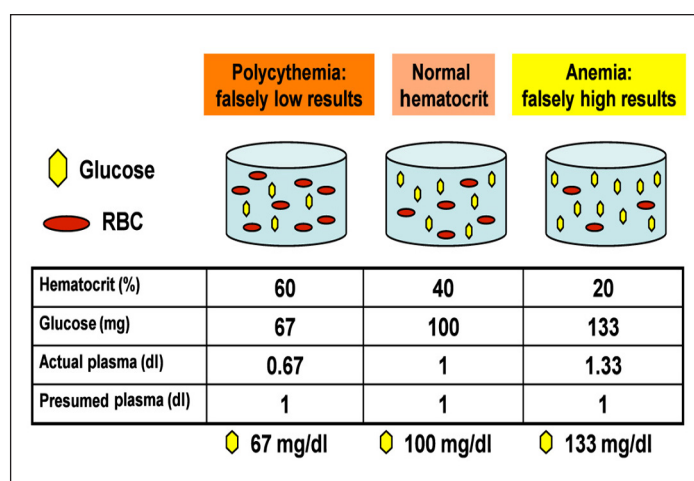 Polycythemia:
falsely low results
Normal
hematocrit
Anemia:
falsely high results
Glucose
RBC
Hematocrit (%) 60 40 20
Glucose (mg) 67 100 133
Actual plasma (dl) 0.67 1 1.33
Presumed plasma (dl) 1 1 1
67 mg/dl 100 mg/dl 133 mg/dl